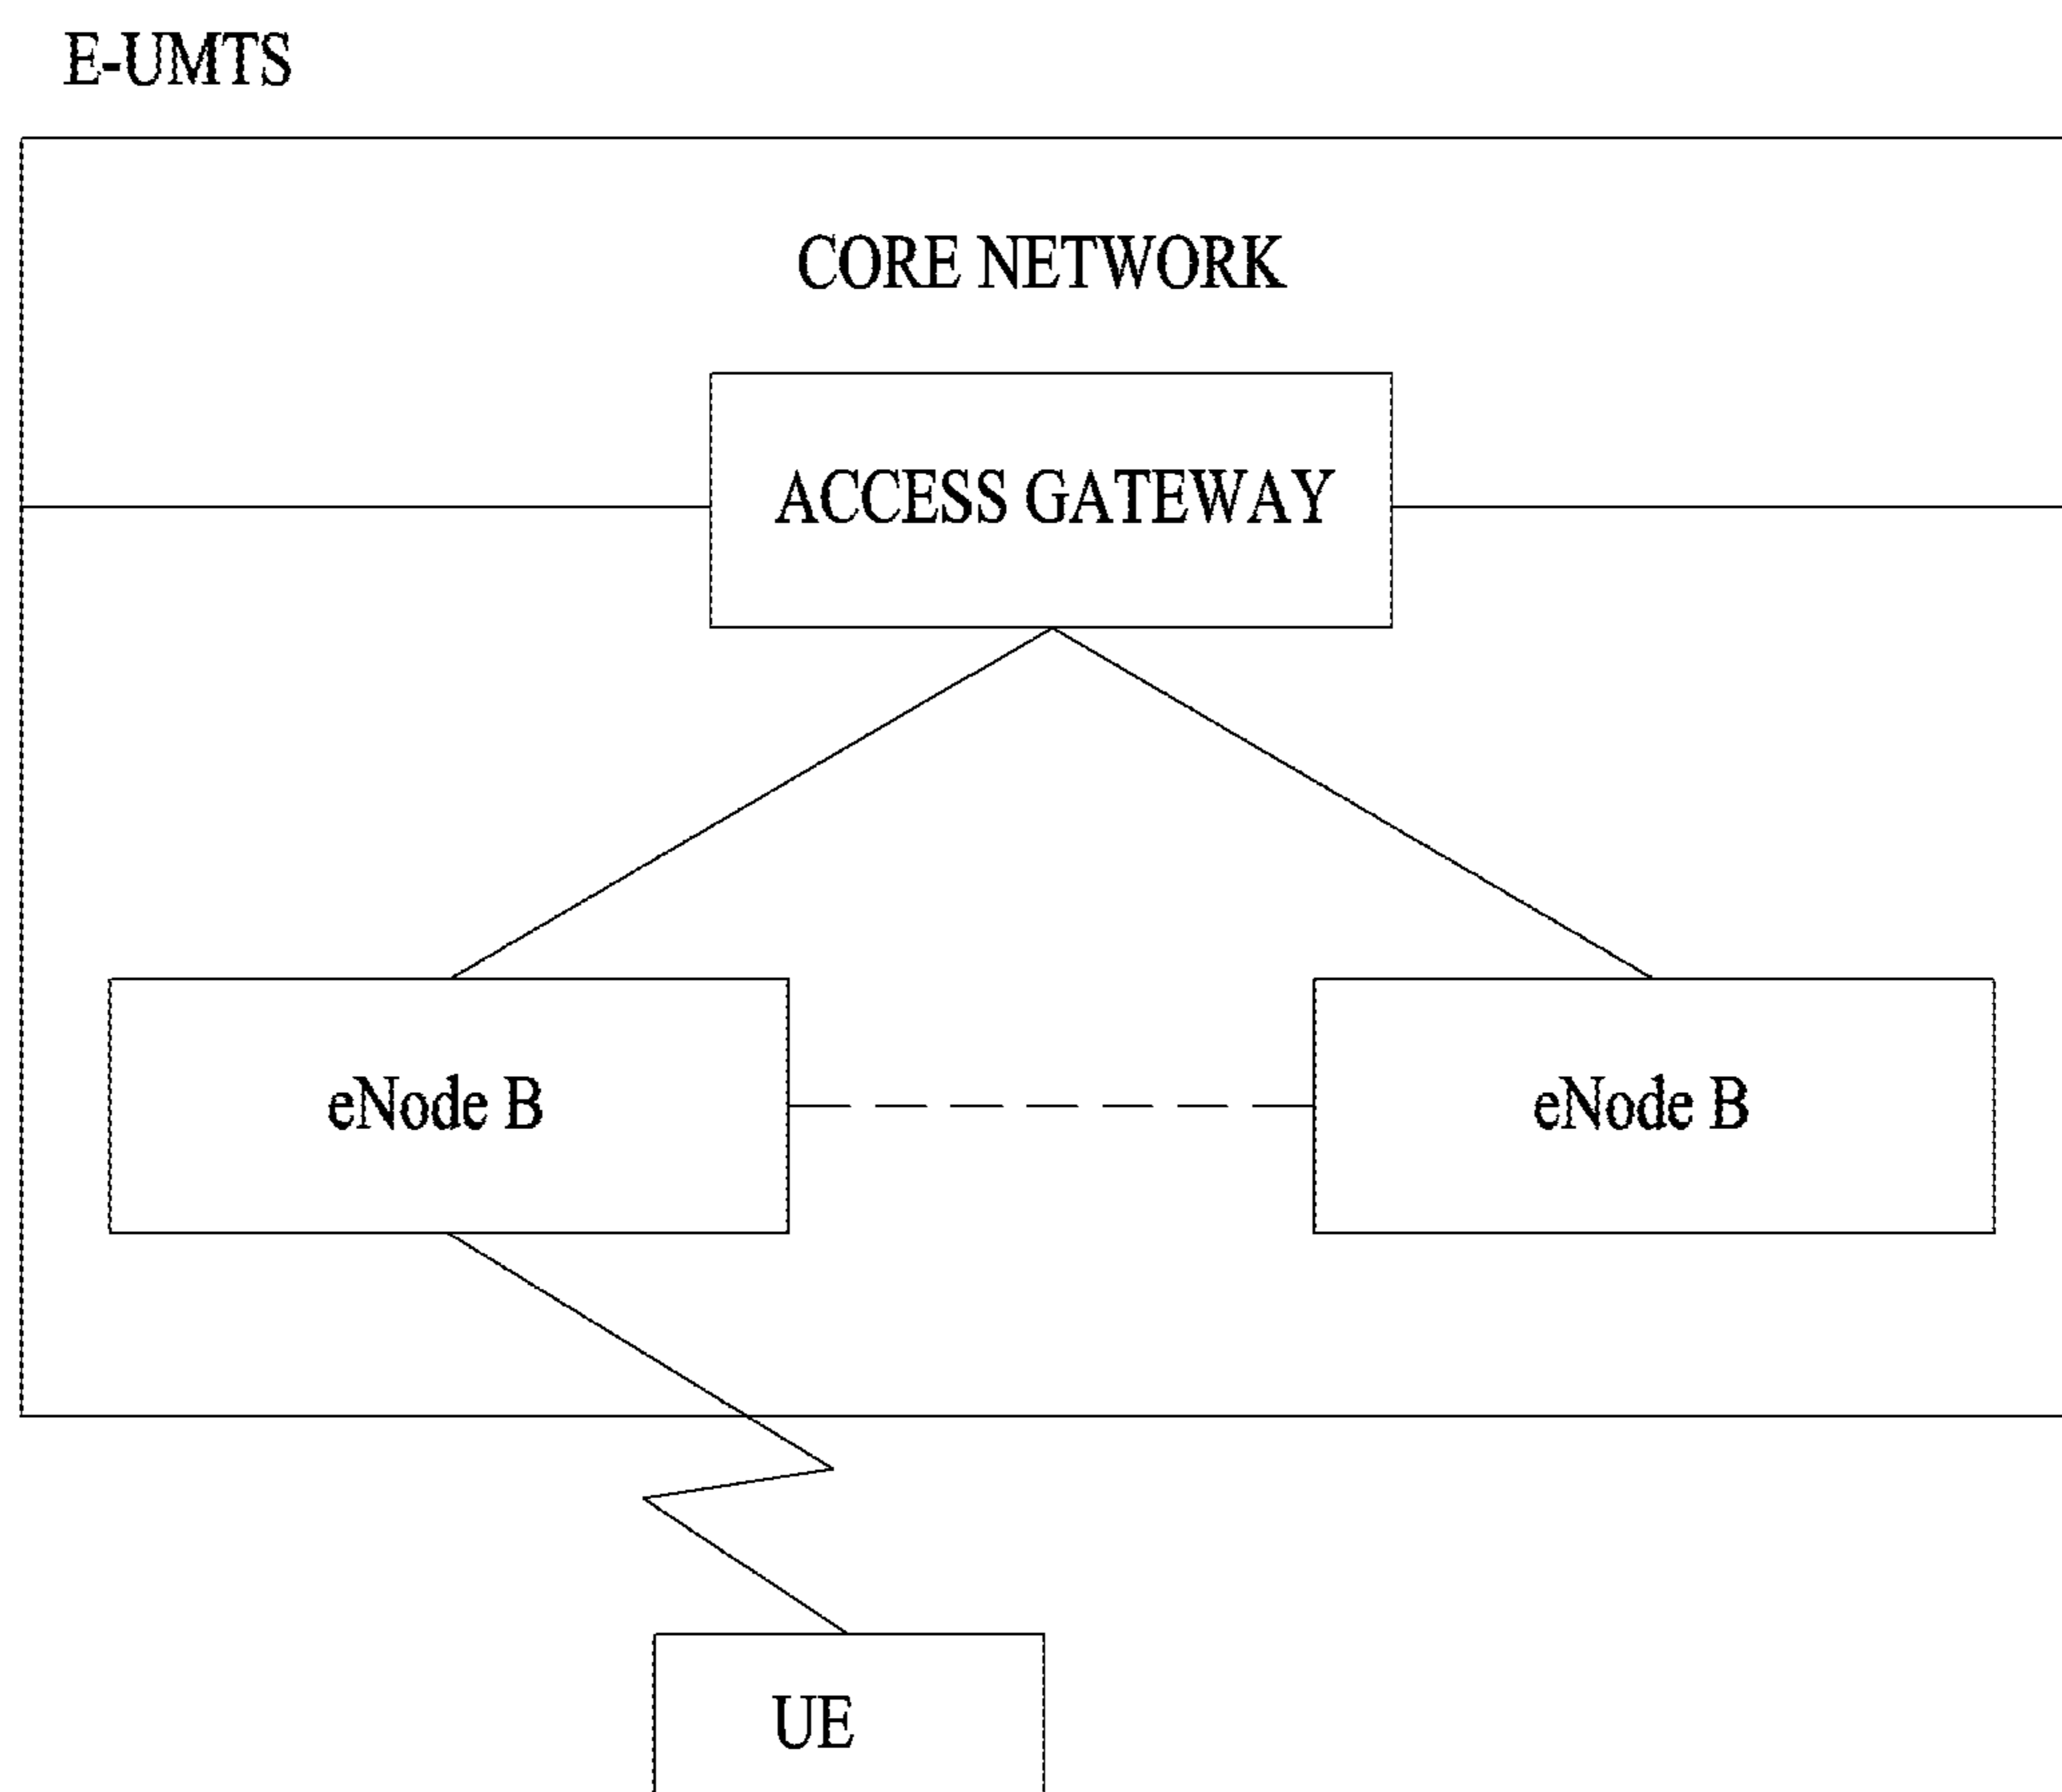 E-UMTS
CORE NETWORK
ACCESS GATEWAY
eNode B
eNode B
UE